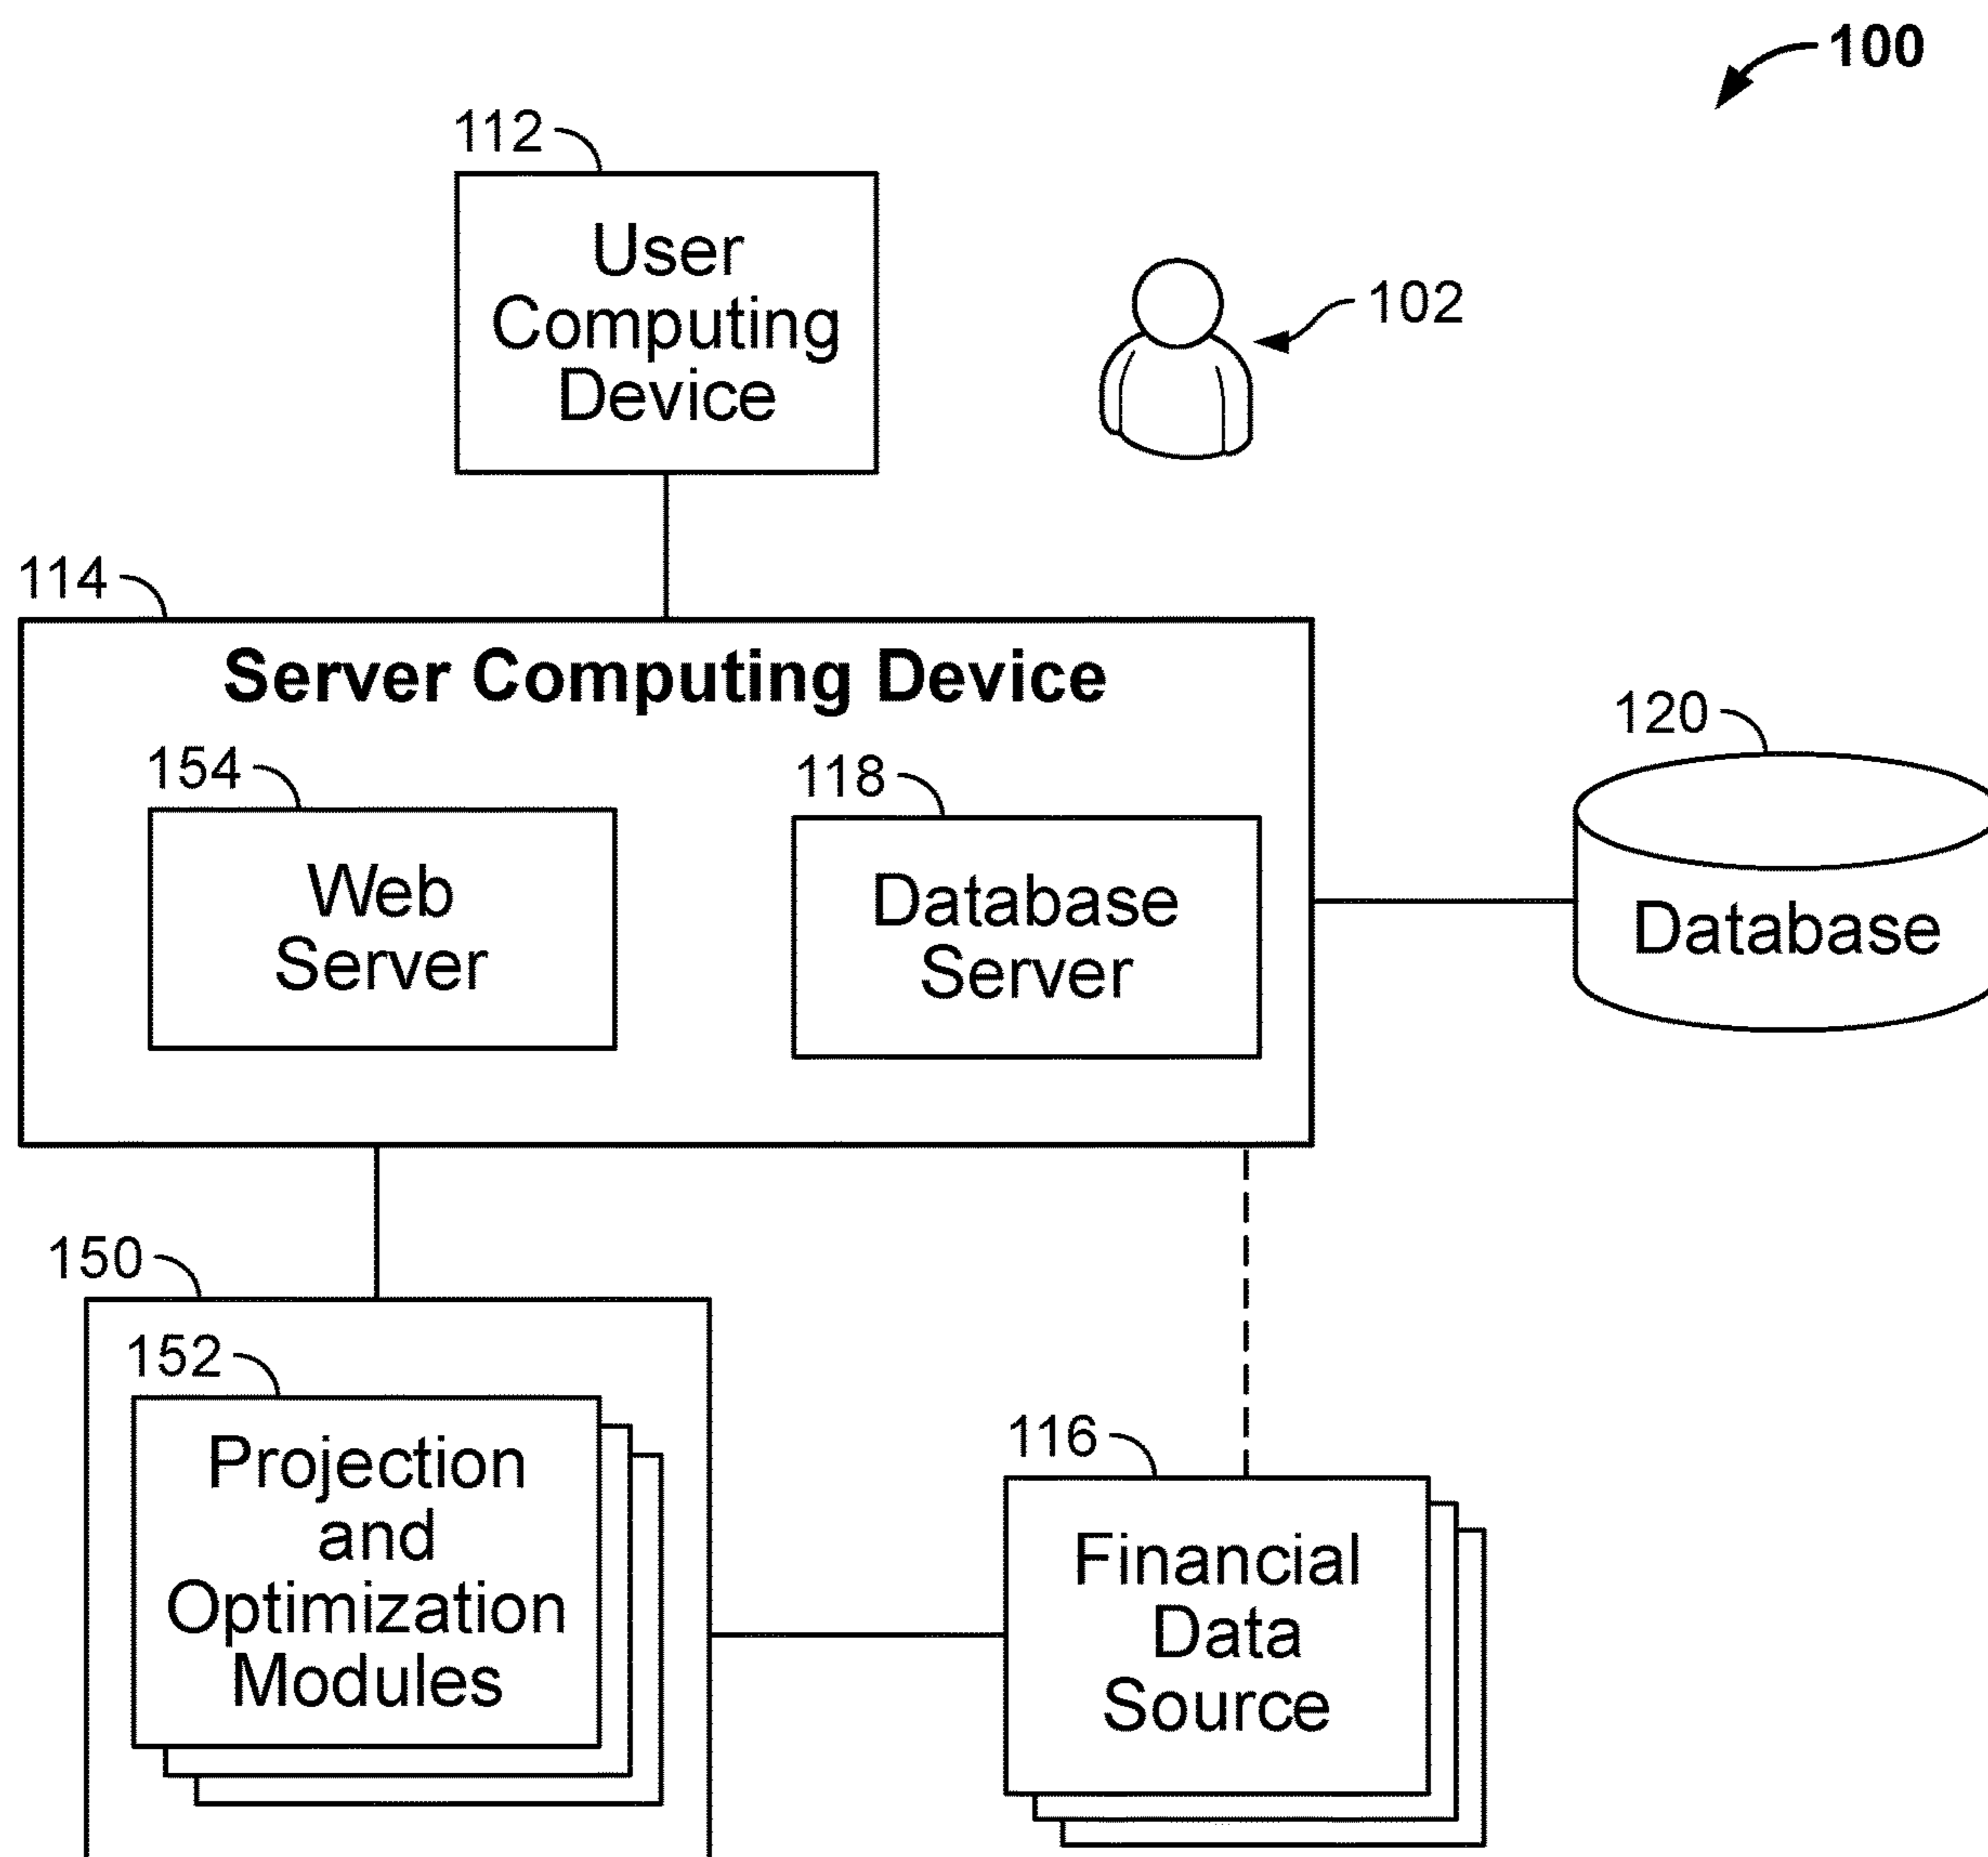 100
112
User
Computing
Device
102
114
Server Computing Device
154
Web
Server
118
Database
Server
120
Database
150
152
Projection
and
Optimization
Modules
116
Financial
Data
Source